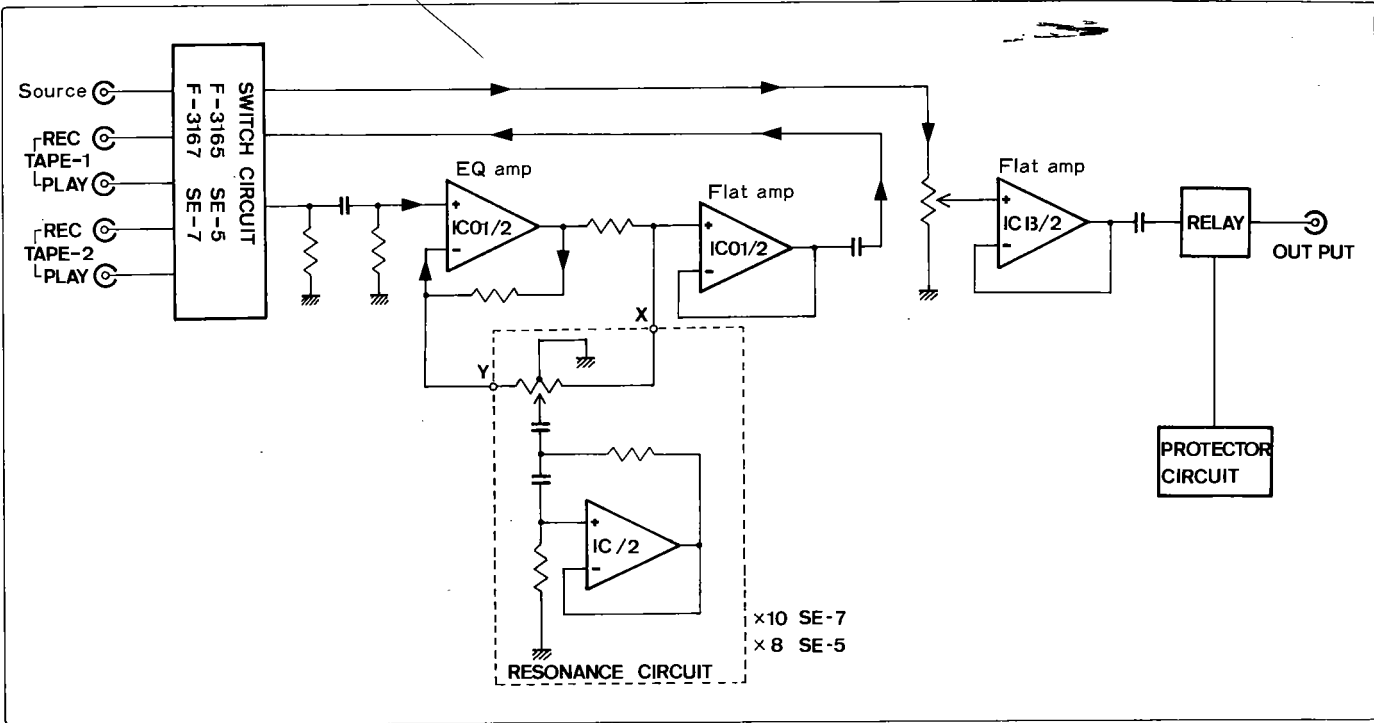 Source
REC
TAPE-1
PLAY
REC
TAPE-2
PLAY
SWITCH CIRCUIT
F-3165 SE-5
F-3167 SE-7
EQ amp
+
IC01/2
-
Flat amp
+
IC01/2
-
Flat amp
+
IC13/2
-
RELAY
OUT PUT
PROTECTOR
CIRCUIT
X
Y
+
IC/2
-
×10 SE-7
×8 SE-5
RESONANCE CIRCUIT